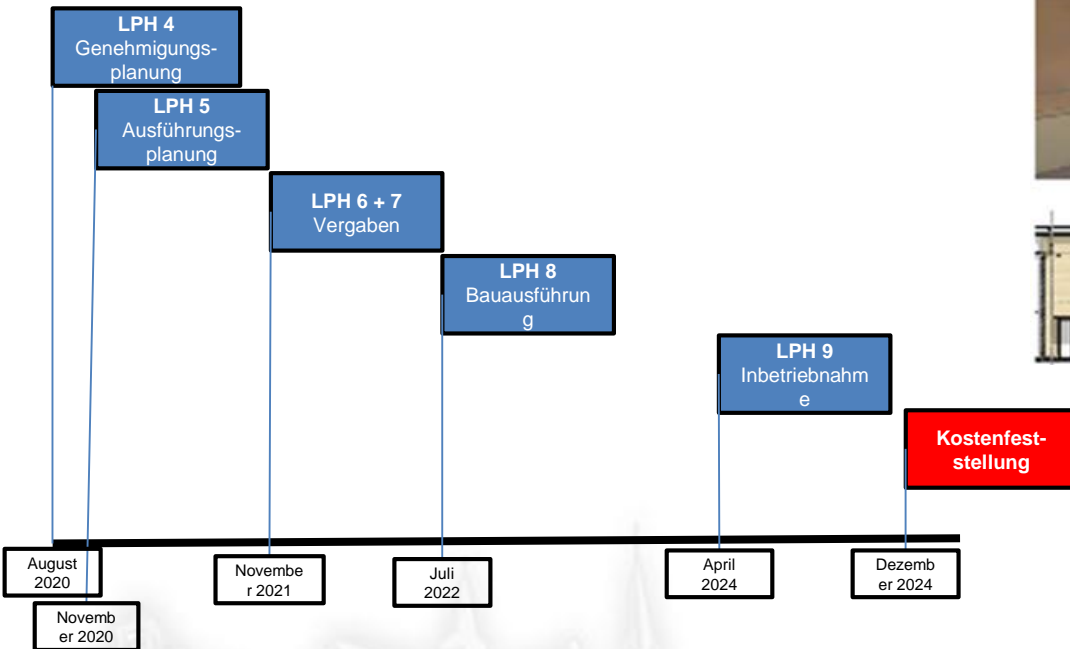 LPH 4
Genehmigungs-
planung
LPH 5
Ausführungs-
planung
LPH 6 + 7
Vergaben
LPH 8
Bauausführun
g
LPH 9
Inbetriebnahm
e
Kostenfest-
stellung
August
2020
Novemb
er 2020
Novembe
r 2021
Juli
2022
April
2024
Dezemb
er 2024